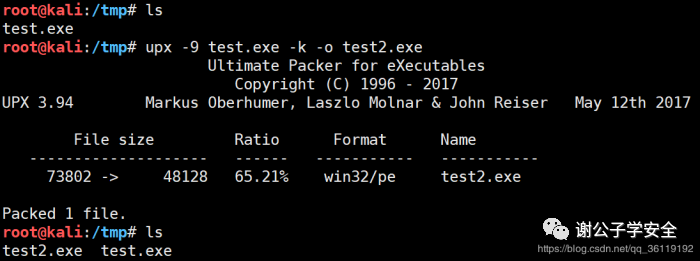 root@kali:/tmp# ls
test.exe
root@kali:/tmp# upx -9 test.exe -k -o test2.exe
Ultimate Packer for eXecutables
Copyright (C) 1996 - 2017
UPX 3.94 Markus Oberhumer, Laszlo Molnar & John Reiser May 12th 2017
File size Ratio Format Name
-------------------- ------ ----------- -----------
73802 -> 48128 65.21% win32/pe test2.exe
Packed 1 file.
root@kali:/tmp# ls
test2.exe test.exe
谢公子学安全
https://blog.csdn.net/qq_36119192